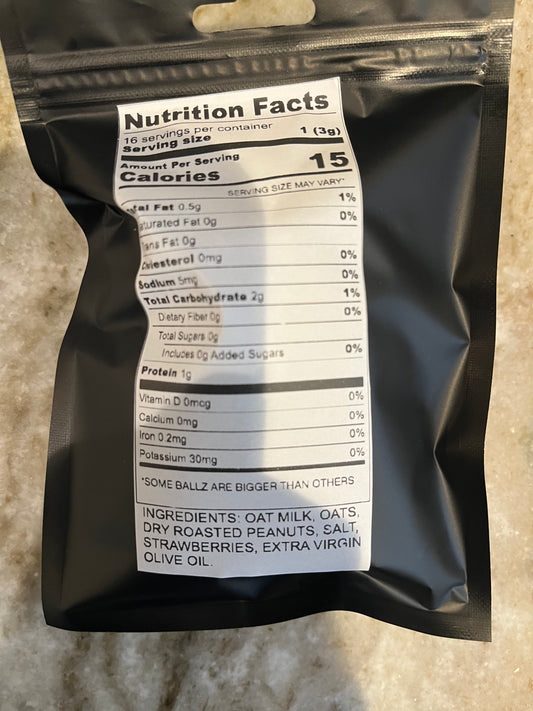 Nutrition Facts
16 servings per container
Serving size 1 (3g)
Amount Per Serving
Calories 15
SERVING SIZE MAY VARY*
tal Fat 0.5g 1%
aturated Fat 0g 0%
rans Fat 0g
Cholesterol 0mg 0%
Sodium 5mg 0%
Total Carbohydrate 2g 1%
Dietary Fiber 0g 0%
Total Sugars 0g
Includes 0g Added Sugars 0%
Protein 1g
Vitamin D 0mcg 0%
Calcium 0mg 0%
Iron 0.2mg 0%
Potassium 30mg 0%
*SOME BALLZ ARE BIGGER THAN OTHERS
INGREDIENTS: OAT MILK, OATS,
DRY ROASTED PEANUTS, SALT,
STRAWBERRIES, EXTRA VIRGIN
OLIVE OIL.